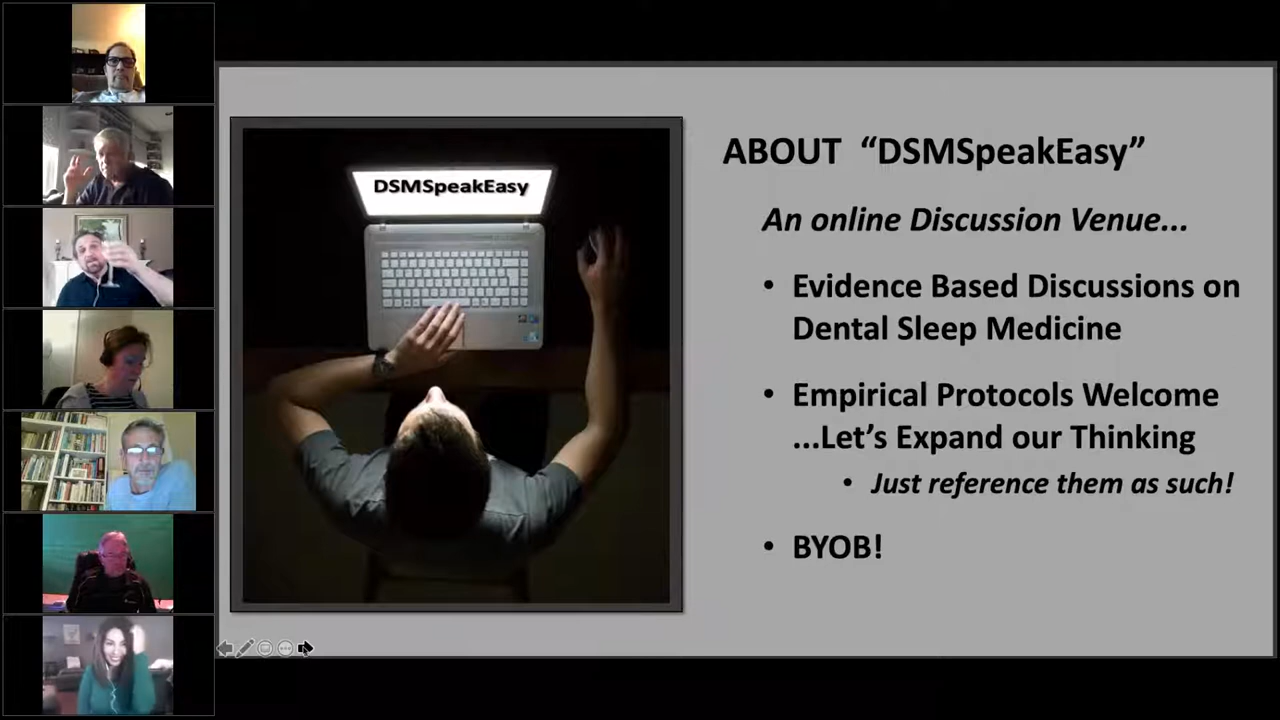 DSMSpeakEasy
ABOUT “DSMSpeakEasy”
An online Discussion Venue...
• Evidence Based Discussions on
Dental Sleep Medicine
• Empirical Protocols Welcome
...Let’s Expand our Thinking
• Just reference them as such!
• BYOB!